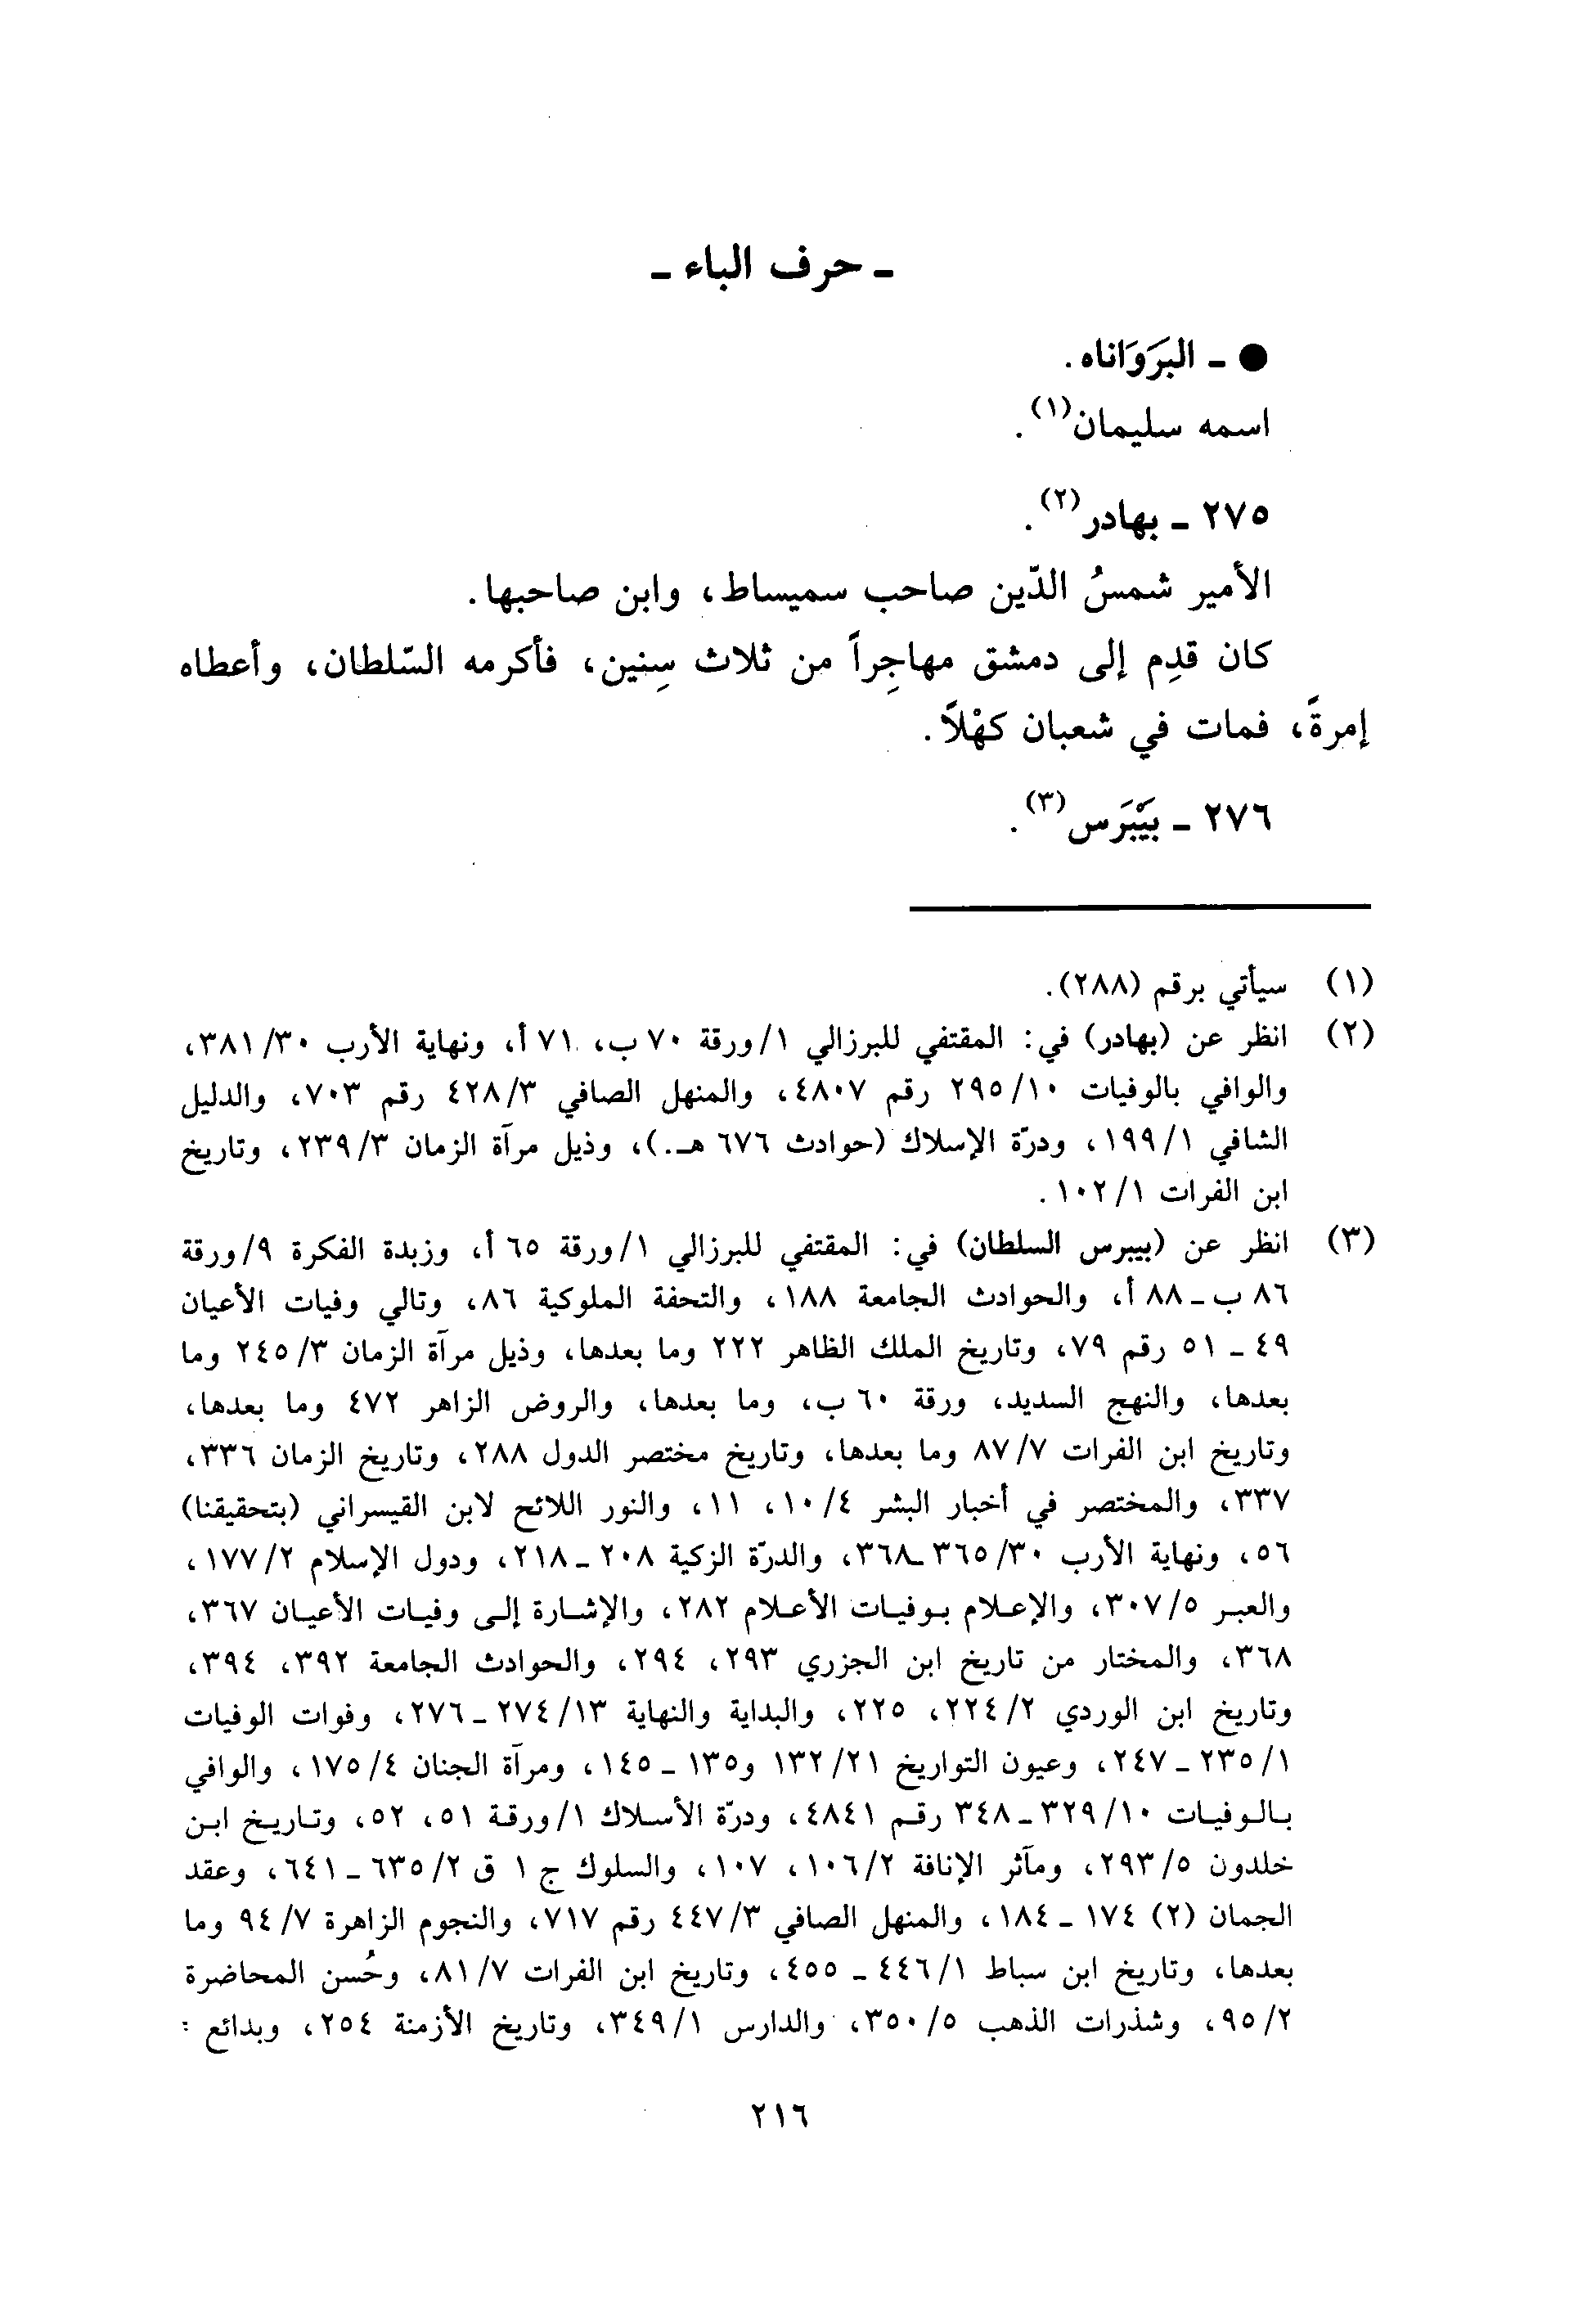 ـ حرف الباء ـ
● ـ البَرَوَاناه.
اسمه سليمان(١).
٢٧٥ ـ بهادر(٢).
الأمير شمسُ الدّين صاحب سميساط، وابن صاحبها.
كان قدِم إلى دمشق مهاجِراً من ثلاث سِنين، فأكرمه السّلطان، وأعطاه
إمرةً، فمات في شعبان كهْلاً.
٢٧٦ ـ بَيْبَرس(٣).
(١) سيأتي برقم (٢٨٨).
(٢) انظر عن (بهادر) في: المقتفي للبرزالي ١/ورقة ٧٠ ب، ٧١ أ، ونهاية الأرب ٣٨١/٣٠،
والوافي بالوفيات ٢٩٥/١٠ رقم ٤٨٠٧، والمنهل الصافي ٤٢٨/٣ رقم ٧٠٣، والدليل
الشافي ١٩٩/١، ودرّة الإسلاك (حوادث ٦٧٦ هـ.)، وذيل مرآة الزمان ٢٣٩/٣، وتاريخ
ابن الفرات ١٠٢/١.
(٣) انظر عن (بيبرس السلطان) في: المقتفي للبرزالي ١/ورقة ٦٥ أ، وزبدة الفكرة ٩/ورقة
٨٦ ب ـ ٨٨ أ، والحوادث الجامعة ١٨٨، والتحفة الملوكية ٨٦، وتالي وفيات الأعيان
٤٩ ـ ٥١ رقم ٧٩، وتاريخ الملك الظاهر ٢٢٢ وما بعدها، وذيل مرآة الزمان ٢٤٥/٣ وما
بعدها، والنهج السديد، ورقة ٦٠ ب، وما بعدها، والروض الزاهر ٤٧٢ وما بعدها،
وتاريخ ابن الفرات ٨٧/٧ وما بعدها، وتاريخ مختصر الدول ٢٨٨، وتاريخ الزمان ٣٣٦،
٣٣٧، والمختصر في أخبار البشر ١٠/٤، ١١، والنور اللائح لابن القيسراني (بتحقيقنا)
٥٦، ونهاية الأرب ٣٦٥/٣٠ـ٣٦٨، والدرّة الزكية ٢٠٨ ـ ٢١٨، ودول الإسلام ١٧٧/٢،
والعبر ٣٠٧/٥، والإعلام بوفيات الأعلام ٢٨٢، والإشارة إلى وفيات الأعيان ٣٦٧،
٣٦٨، والمختار من تاريخ ابن الجزري ٢٩٣، ٢٩٤، والحوادث الجامعة ٣٩٢، ٣٩٤،
وتاريخ ابن الوردي ٢٢٤/٢، ٢٢٥، والبداية والنهاية ٢٧٤/١٣ ـ ٢٧٦، وفوات الوفيات
٢٣٥/١ ـ ٢٤٧، وعيون التواريخ ١٣٢/٢١ و١٣٥ ـ ١٤٥، ومرآة الجنان ١٧٥/٤، والوافي
بالوفيات ٣٢٩/١٠ ـ ٣٤٨ رقم ٤٨٤١، ودرّة الأسلاك ١/ورقة ٥١، ٥٢، وتاريخ ابن
خلدون ٢٩٣/٥، ومآثر الإنافة ١٠٦/٢، ١٠٧، والسلوك ج ١ ق ٦٣٥/٢ ـ ٦٤١، وعقد
الجمان (٢) ١٧٤ ـ ١٨٤، والمنهل الصافي ٤٤٧/٣ رقم ٧١٧، والنجوم الزاهرة ٩٤/٧ وما
بعدها، وتاريخ ابن سباط ٤٤٦/١ ـ ٤٥٥، وتاريخ ابن الفرات ٨١/٧، وحُسن المحاضرة
٩٥/٢، وشذرات الذهب ٣٥٠/٥، والدارس ٣٤٩/١، وتاريخ الأزمنة ٢٥٤، وبدائع =
٢١٦